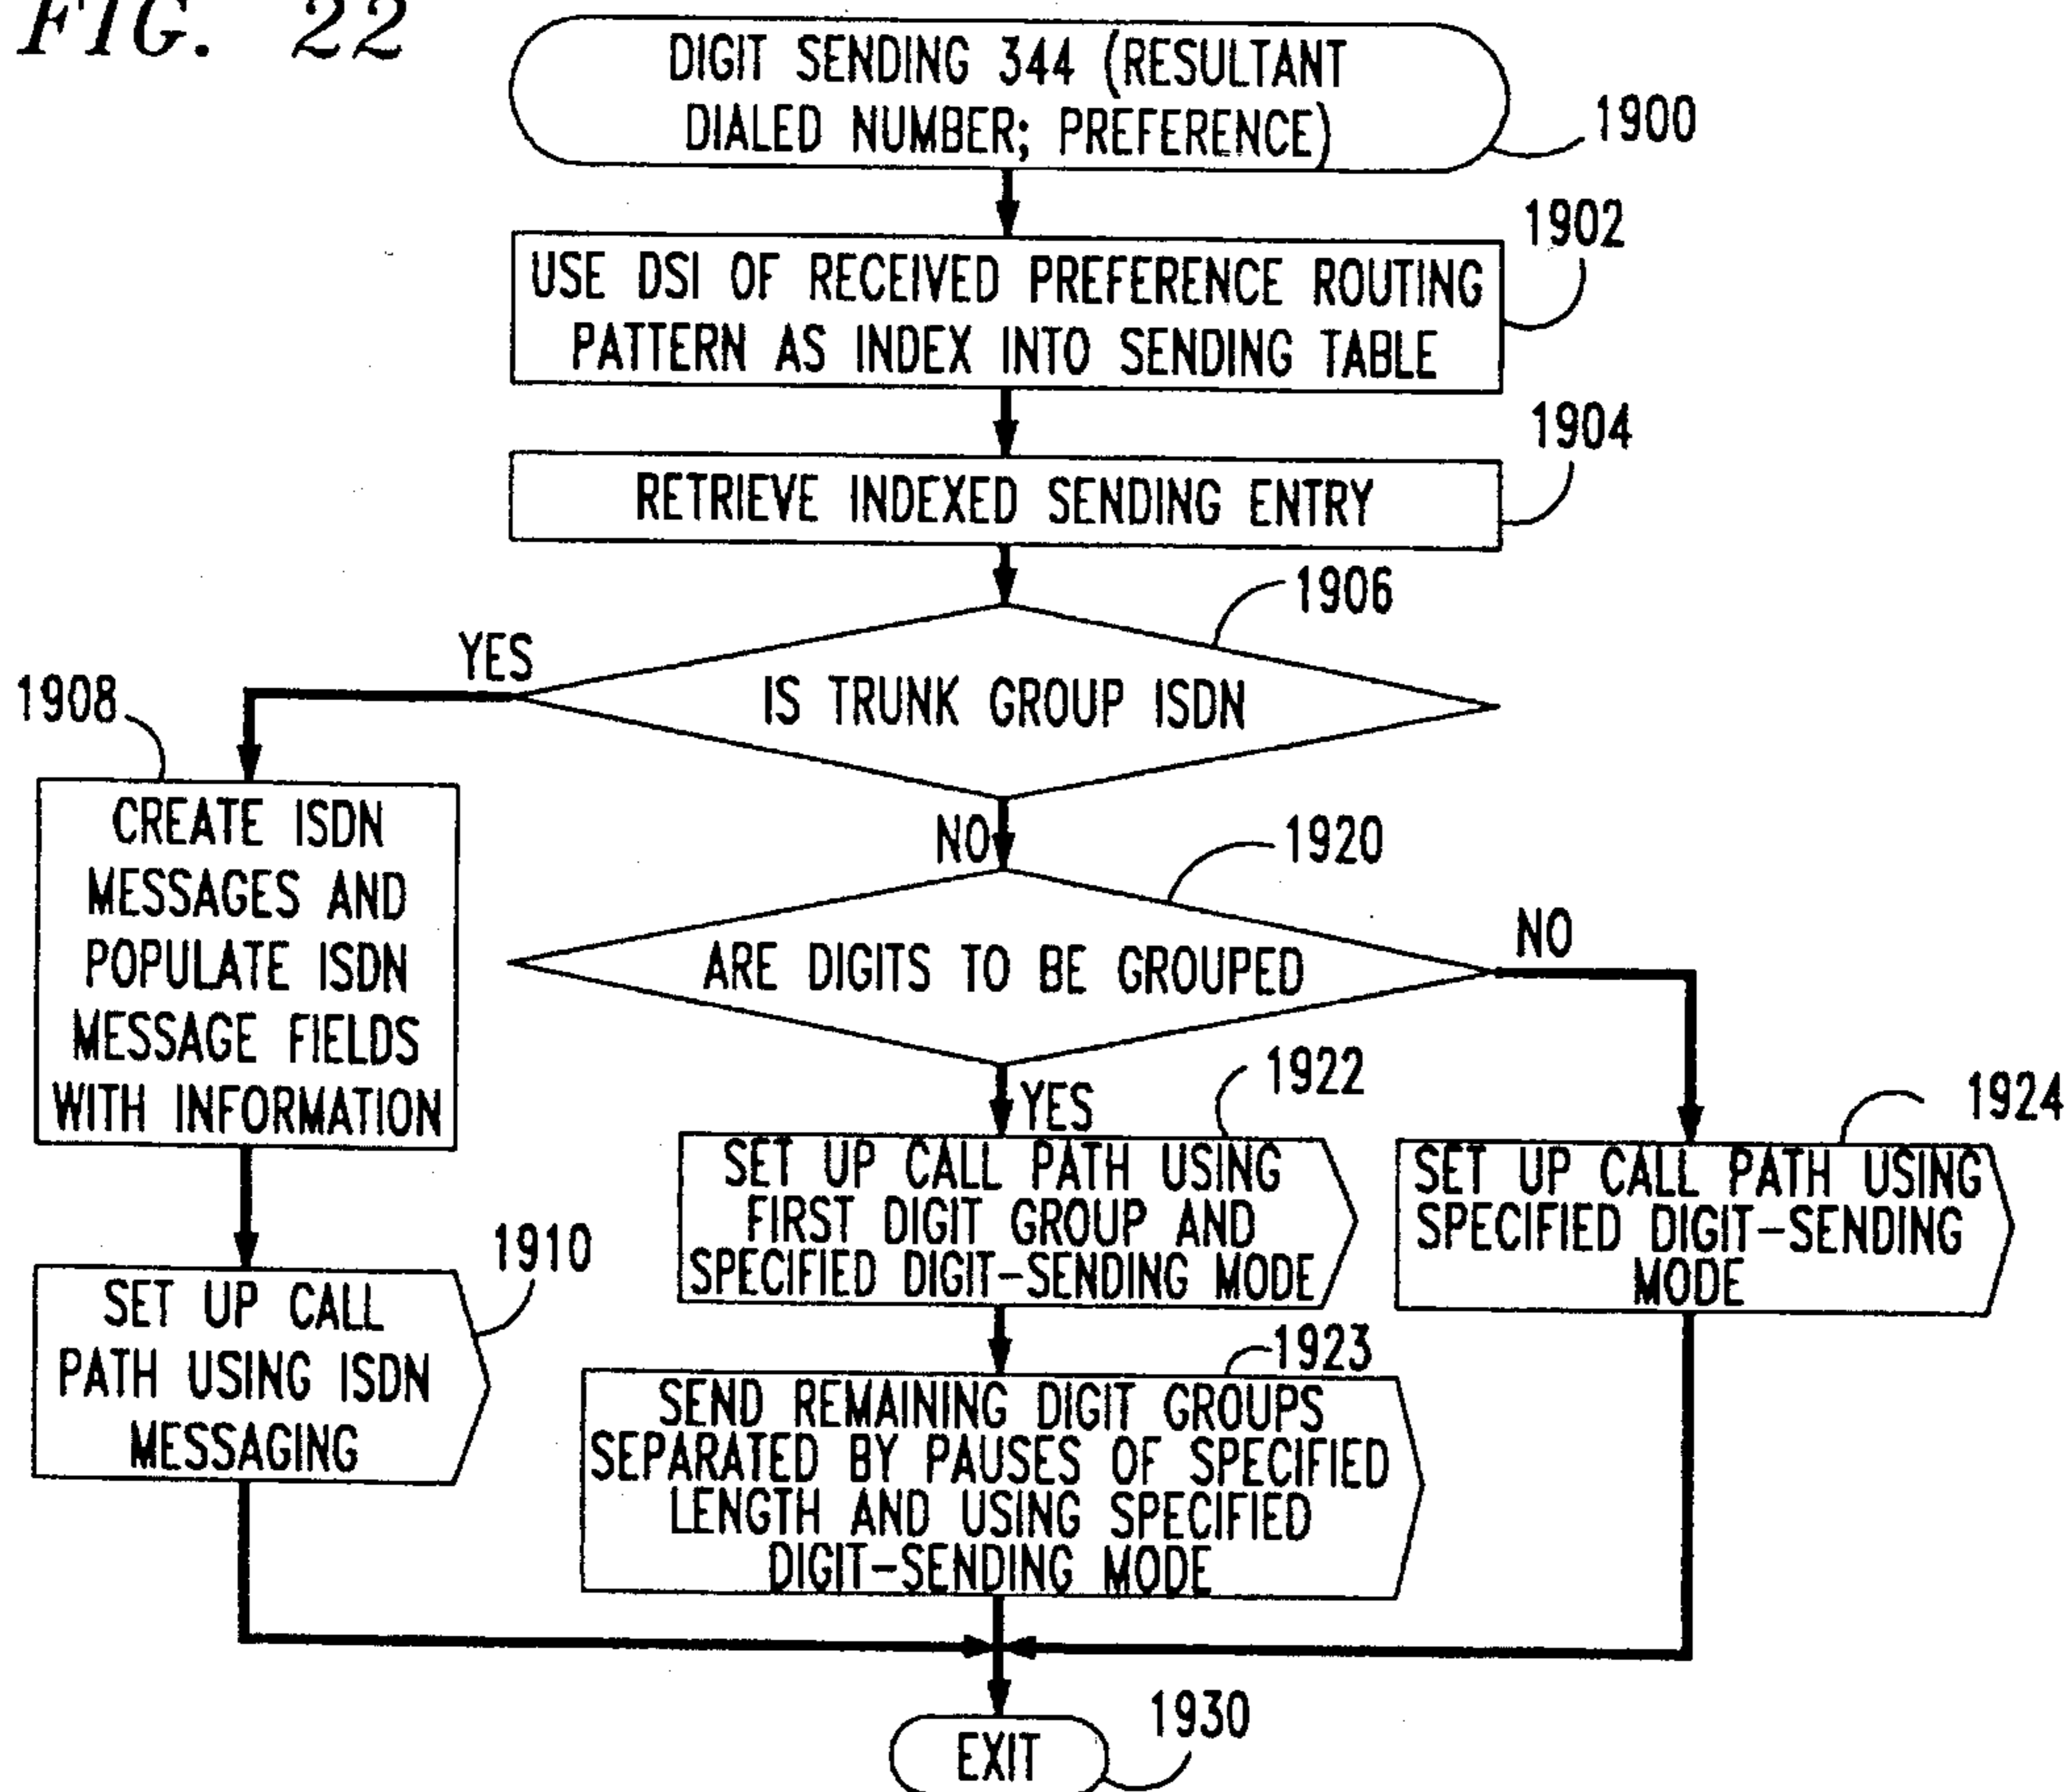 FIG. 22
DIGIT SENDING 344 (RESULTANT
DIALED NUMBER; PREFERENCE)
1900
1902
USE DSI OF RECEIVED PREFERENCE ROUTING
PATTERN AS INDEX INTO SENDING TABLE
1904
RETRIEVE INDEXED SENDING ENTRY
1906
YES
IS TRUNK GROUP ISDN
1908
CREATE ISDN
MESSAGES AND
POPULATE ISDN
MESSAGE FIELDS
WITH INFORMATION
NO
1920
ARE DIGITS TO BE GROUPED
NO
YES
1922
1924
SET UP CALL PATH USING
FIRST DIGIT GROUP AND
SPECIFIED DIGIT-SENDING MODE
SET UP CALL PATH USING
SPECIFIED DIGIT-SENDING
MODE
1910
SET UP CALL
PATH USING ISDN
MESSAGING
1923
SEND REMAINING DIGIT GROUPS
SEPARATED BY PAUSES OF SPECIFIED
LENGTH AND USING SPECIFIED
DIGIT-SENDING MODE
EXIT
1930